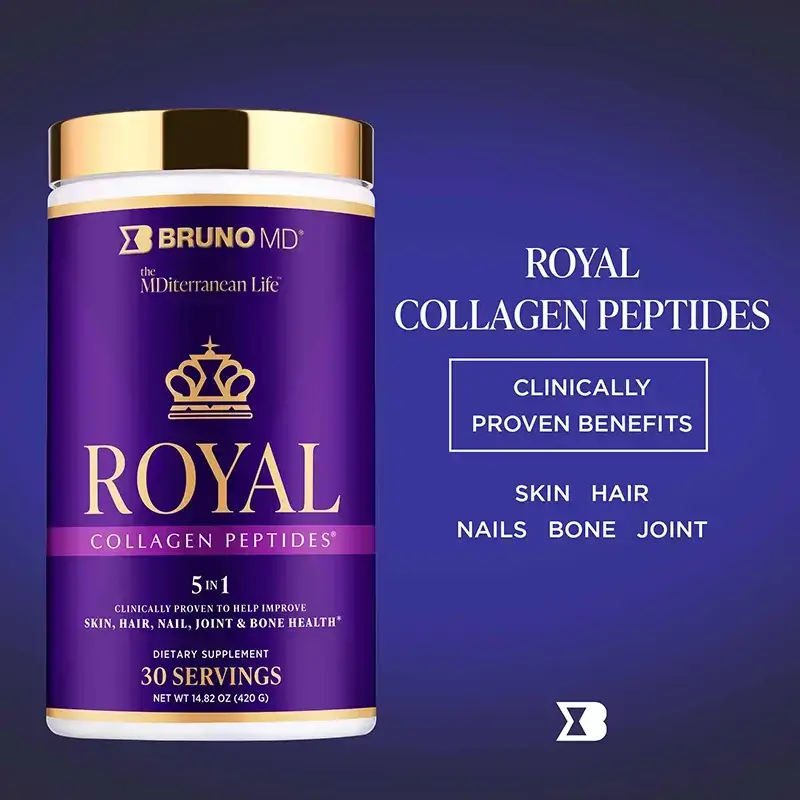 BRUNO MD®
the
MDiterranean Life™
ROYAL
COLLAGEN PEPTIDES®
5 IN 1
CLINICALLY PROVEN TO HELP IMPROVE
SKIN, HAIR, NAIL, JOINT & BONE HEALTH*
DIETARY SUPPLEMENT
30 SERVINGS
NET WT 14.82 OZ (420 G)
ROYAL
COLLAGEN PEPTIDES
CLINICALLY
PROVEN BENEFITS
SKIN HAIR
NAILS BONE JOINT